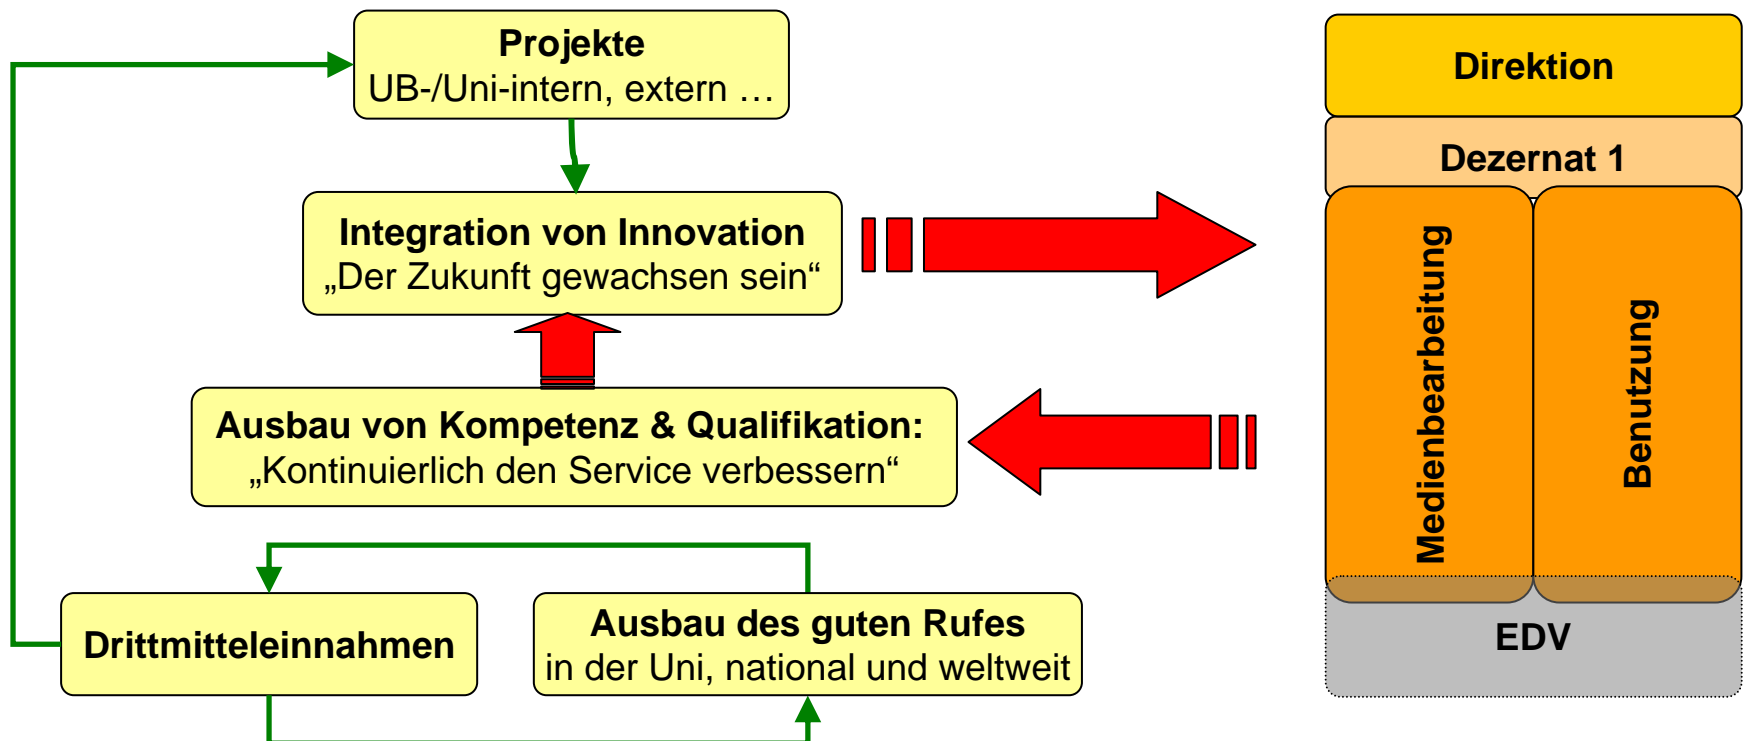 Projekte
UB-/Uni-intern, extern …
Integration von Innovation
„Der Zukunft gewachsen sein“
Ausbau von Kompetenz & Qualifikation:
„Kontinuierlich den Service verbessern“
Drittmitteleinnahmen
Ausbau des guten Rufes
in der Uni, national und weltweit
Direktion
Dezernat 1
Medienbearbeitung
Benutzung
EDV